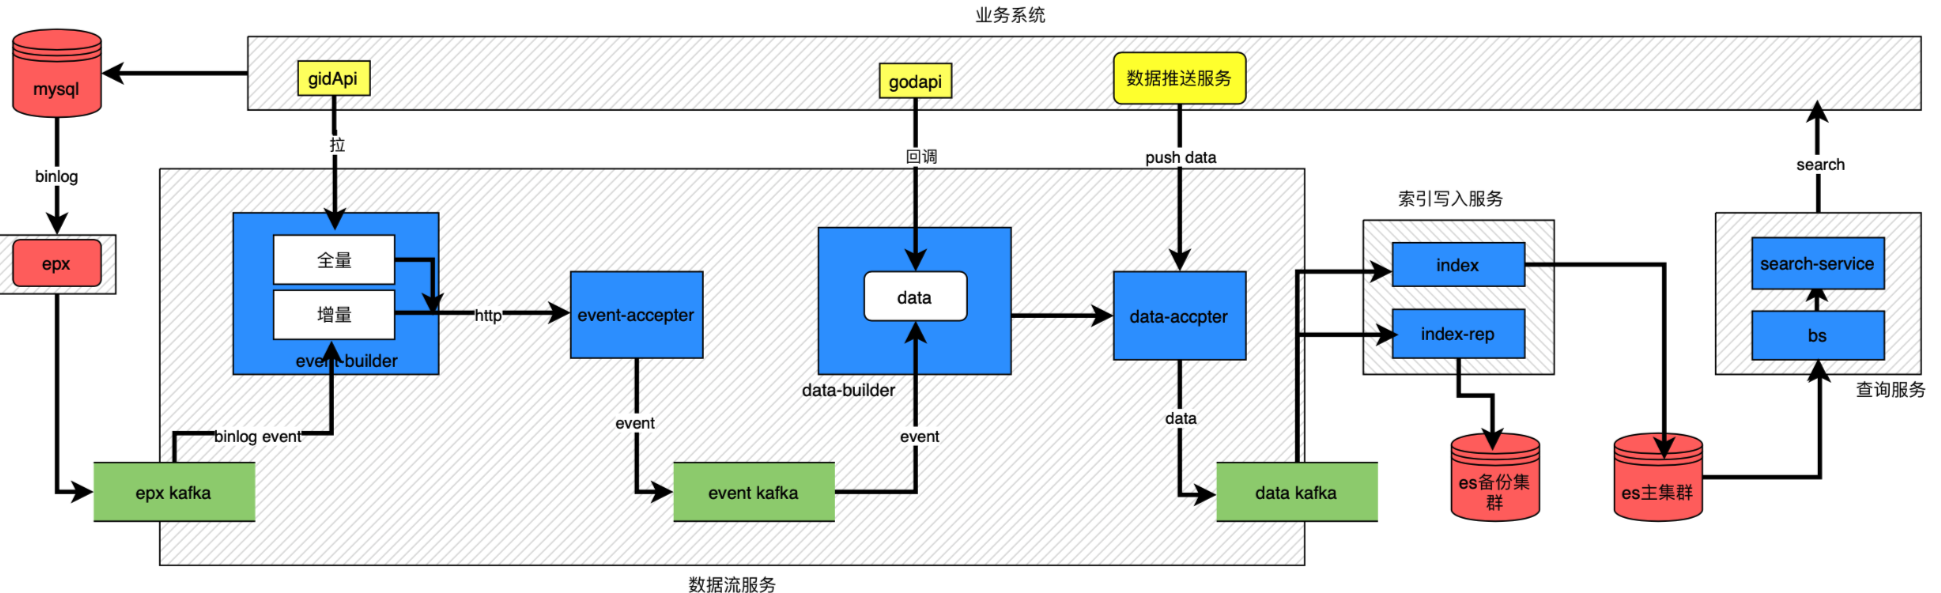 业务系统
mysql
gidApi
godapi
数据推送服务
拉
回调
push data
binlog
search
索引写入服务
epx
全量
增量
event-builder
http
event-accepter
data
data-builder
data-accpter
index
index-rep
search-service
bs
查询服务
binlog event
event
event
data
epx kafka
event kafka
data kafka
es备份集
群
es主集群
数据流服务